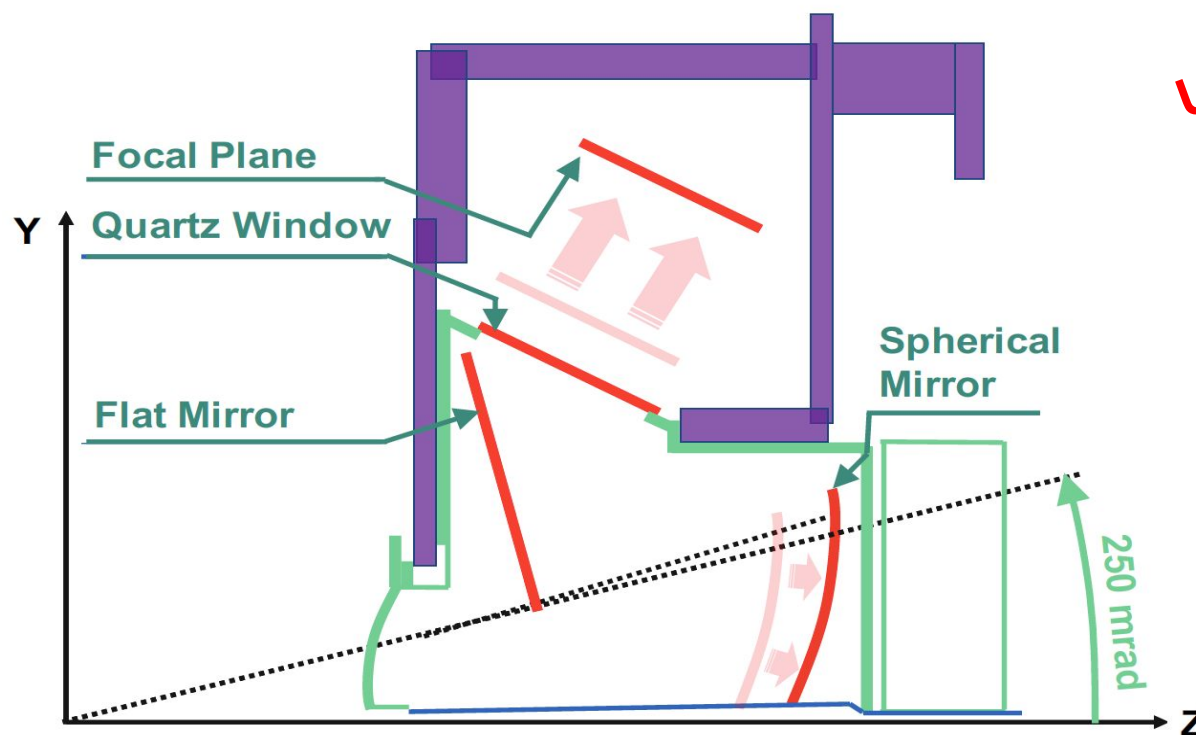 Focal Plane
Y
Quartz Window
Spherical
Mirror
Flat Mirror
250 mrad
Z